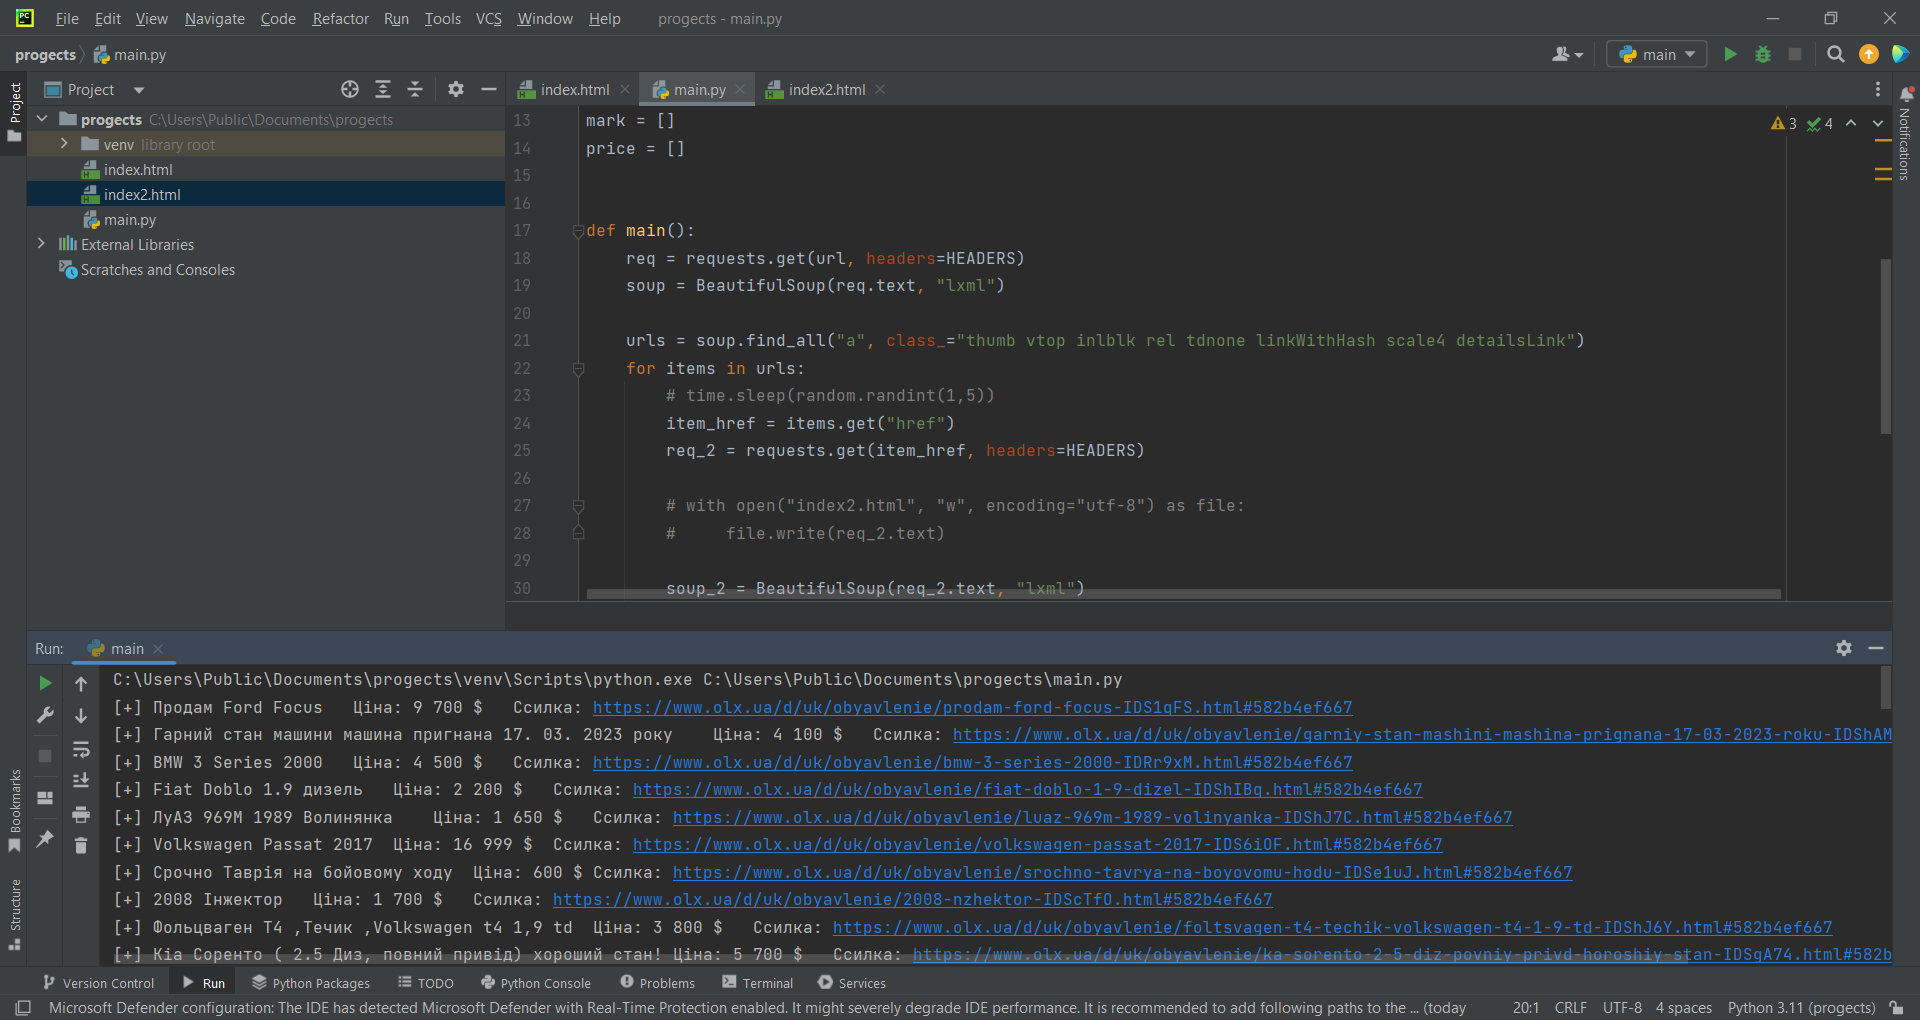 File Edit View Navigate Code Refactor Run Tools VCS Window Help progects - main.py
progects main.py main
Project
Project
index.html main.py index2.html
progects C:\Users\Public\Documents\progects
venv library root
index.html
index2.html
main.py
External Libraries
Scratches and Consoles
Notifications
3 4
13 mark = []
14 price = []
15
16
17 def main():
18 req = requests.get(url, headers=HEADERS)
19 soup = BeautifulSoup(req.text, "lxml")
20
21 urls = soup.find_all("a", class_="thumb vtop inlblk rel tdnone linkWithHash scale4 detailsLink")
22 for items in urls:
23 # time.sleep(random.randint(1,5))
24 item_href = items.get("href")
25 req_2 = requests.get(item_href, headers=HEADERS)
26
27 # with open("index2.html", "w", encoding="utf-8") as file:
28 # file.write(req_2.text)
29
30 soup_2 = BeautifulSoup(req_2.text, "lxml")
Run: main
C:\Users\Public\Documents\progects\venv\Scripts\python.exe C:\Users\Public\Documents\progects\main.py
[+] Продам Ford Focus Ціна: 9 700 $ Ссилка: https://www.olx.ua/d/uk/obyavlenie/prodam-ford-focus-IDS1qFS.html#582b4ef667
[+] Гарний стан машини машина пригнана 17. 03. 2023 року Ціна: 4 100 $ Ссилка: https://www.olx.ua/d/uk/obyavlenie/garniy-stan-mashini-mashina-prignana-17-03-2023-roku-IDShAM
[+] BMW 3 Series 2000 Ціна: 4 500 $ Ссилка: https://www.olx.ua/d/uk/obyavlenie/bmw-3-series-2000-IDRr9xM.html#582b4ef667
[+] Fiat Doblo 1.9 дизель Ціна: 2 200 $ Ссилка: https://www.olx.ua/d/uk/obyavlenie/fiat-doblo-1-9-dizel-IDShIBq.html#582b4ef667
[+] ЛуАЗ 969М 1989 Волинянка Ціна: 1 650 $ Ссилка: https://www.olx.ua/d/uk/obyavlenie/luaz-969m-1989-volinyanka-IDShJ7C.html#582b4ef667
[+] Volkswagen Passat 2017 Ціна: 16 999 $ Ссилка: https://www.olx.ua/d/uk/obyavlenie/volkswagen-passat-2017-IDS6iOF.html#582b4ef667
[+] Срочно Таврія на бойовому ходу Ціна: 600 $ Ссилка: https://www.olx.ua/d/uk/obyavlenie/srochno-tavrya-na-boyovomu-hodu-IDSe1uJ.html#582b4ef667
[+] 2008 Інжектор Ціна: 1 700 $ Ссилка: https://www.olx.ua/d/uk/obyavlenie/2008-nzhektor-IDScTfO.html#582b4ef667
[+] Фольцваген Т4 ,Течик ,Volkswagen t4 1,9 td Ціна: 3 800 $ Ссилка: https://www.olx.ua/d/uk/obyavlenie/foltsvagen-t4-techik-volkswagen-t4-1-9-td-IDShJ6Y.html#582b4ef667
[+] Кіа Соренто ( 2.5 Диз, повний привід) хороший стан! Ціна: 5 700 $ Ссилка: https://www.olx.ua/d/uk/obyavlenie/ka-sorento-2-5-diz-povniy-privd-horoshiy-stan-IDSgA74.html#582b
Bookmarks
Structure
Version Control Run Python Packages TODO Python Console Problems Terminal Services
Microsoft Defender configuration: The IDE has detected Microsoft Defender with Real-Time Protection enabled. It might severely degrade IDE performance. It is recommended to add following paths to the ... (today 20:1 CRLF UTF-8 4 spaces Python 3.11 (progects)